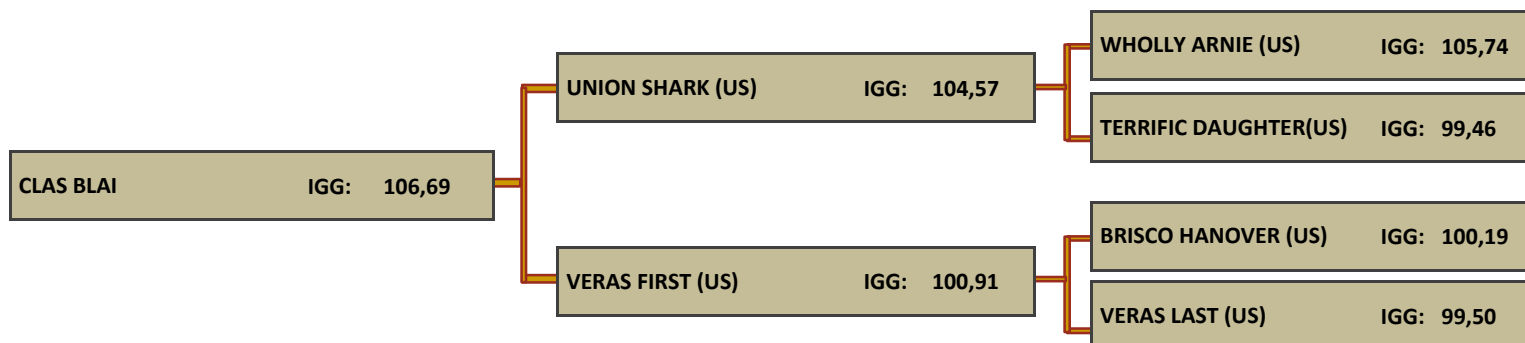 WHOLLY ARNIE (US) IGG: 105,74
UNION SHARK (US) IGG: 104,57
TERRIFIC DAUGHTER(US) IGG: 99,46
CLAS BLAI IGG: 106,69
BRISCO HANOVER (US) IGG: 100,19
VERAS FIRST (US) IGG: 100,91
VERAS LAST (US) IGG: 99,50